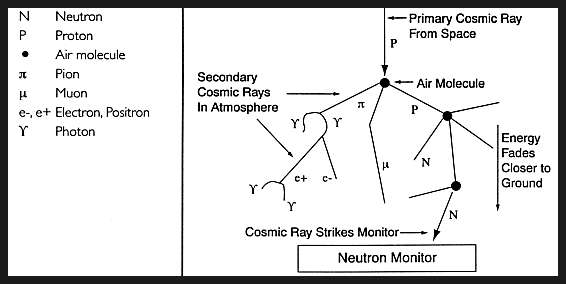 N Neutron
P Proton
● Air molecule
π Pion
μ Muon
e-, e+ Electron, Positron
ϒ Photon
Primary Cosmic Ray
From Space
P
Secondary
Cosmic Rays
In Atmosphere
Air Molecule
π
P
ϒ
ϒ
Energy
Fades
Closer to
Ground
N
μ
e+
e-
ϒ
ϒ
N
Cosmic Ray Strikes Monitor
Neutron Monitor